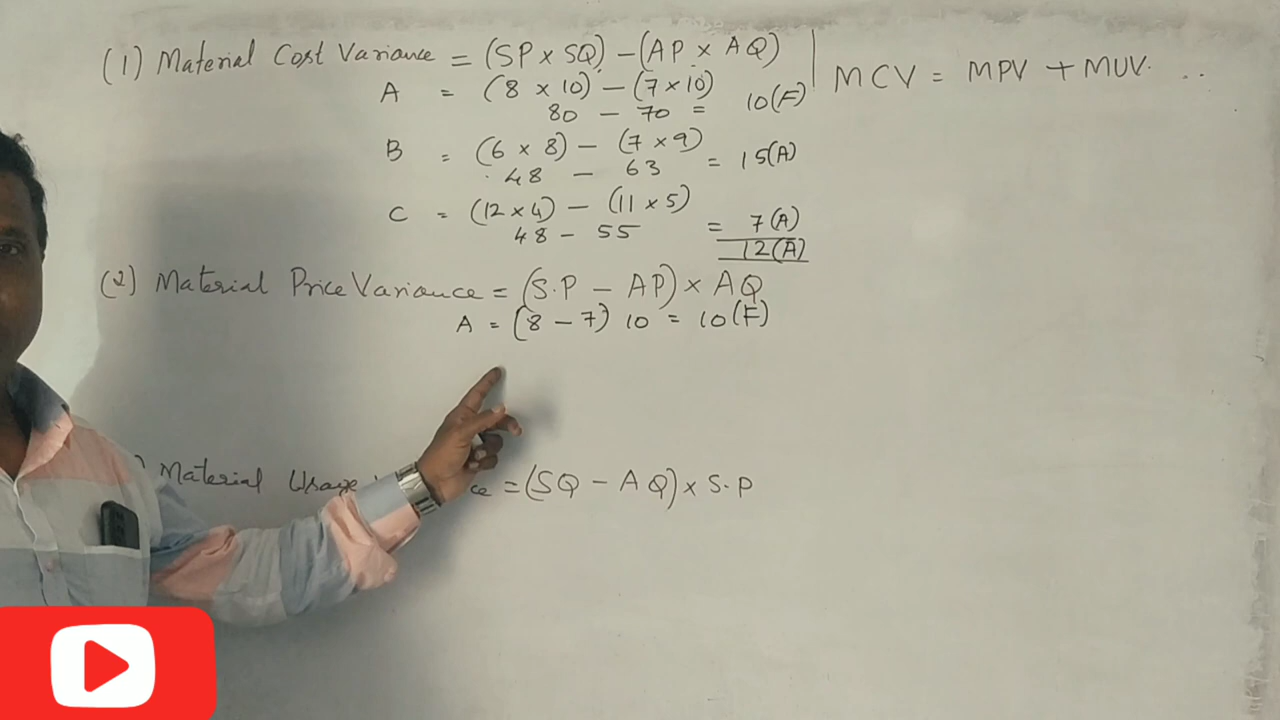 (1) Material Cost Variance = (SP x SQ) - (AP x AQ)
MCV = MPV + MUV. ..
A = (8 x 10) - (7 x 10)
80 - 70 = 10(F)
B = (6 x 8) - (7 x 9)
48 - 63 = 15(A)
C = (12 x 4) - (11 x 5)
48 - 55 = 7(A)
12(A)
(2) Material Price Variance = (S.P - AP) x AQ
A = (8 - 7) 10 = 10(F)
) Material Usage ce = (SQ - AQ) x S.P